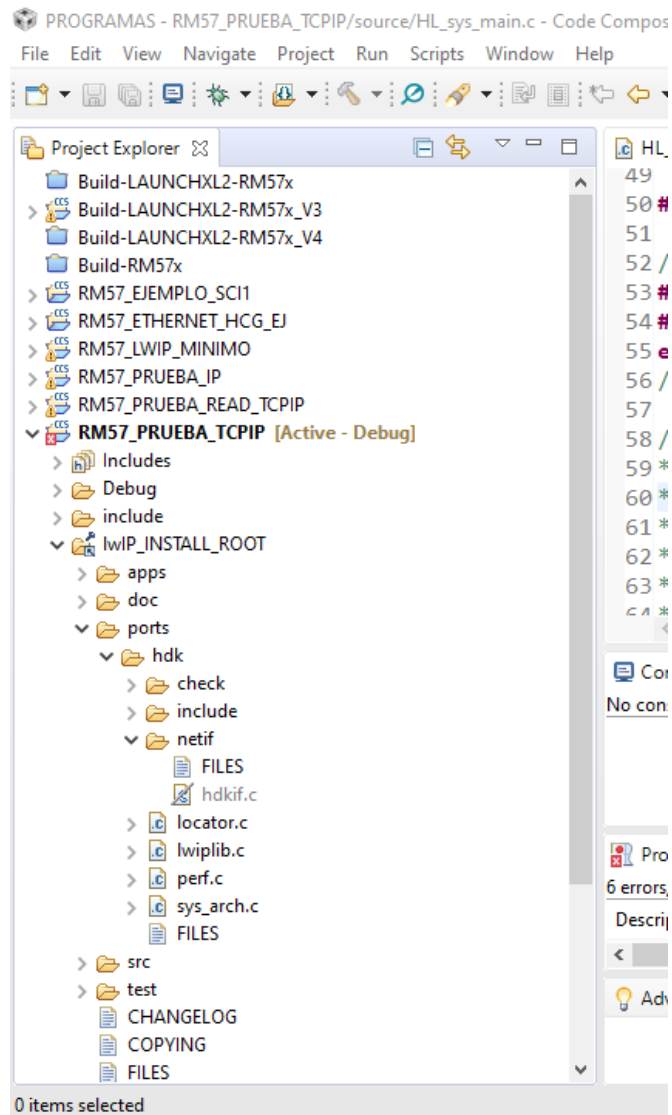 PROGRAMAS - RM57_PRUEBA_TCPIP/source/HL_sys_main.c - Code Compos
File Edit View Navigate Project Run Scripts Window Help
Project Explorer
Build-LAUNCHXL2-RM57x
Build-LAUNCHXL2-RM57x_V3
Build-LAUNCHXL2-RM57x_V4
Build-RM57x
RM57_EJEMPLO_SCI1
RM57_ETHERNET_HCG_EJ
RM57_LWIP_MINIMO
RM57_PRUEBA_IP
RM57_PRUEBA_READ_TCPIP
RM57_PRUEBA_TCPIP [Active - Debug]
Includes
Debug
include
lwIP_INSTALL_ROOT
apps
doc
ports
hdk
check
include
netif
FILES
hdkif.c
locator.c
lwiplib.c
perf.c
sys_arch.c
FILES
src
test
CHANGELOG
COPYING
FILES
0 items selected
HL_
49
50 #
51
52 /
53 #
54 #
55 e
56 /
57
58 /
59 *
60 *
61 *
62 *
63 *
64 *
Con
No cons
Pro
6 errors,
Descrip
Adv